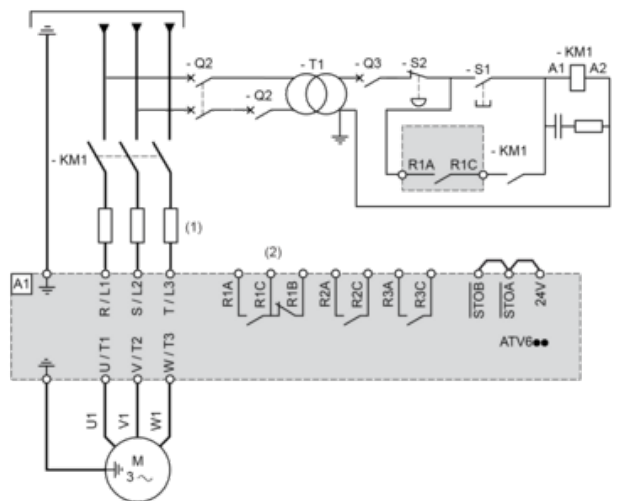 - Q2
- T1
- Q3
- S2
- S1
- KM1
A1
A2
- Q2
- KM1
R1A
R1C
- KM1
(1)
(2)
A1
R / L1
S / L2
T / L3
R1A
R1C
R1B
R2A
R2C
R3A
R3C
STOB
STOA
24V
ATV6●●
U / T1
V / T2
W / T3
U1
V1
W1
M
3 ~